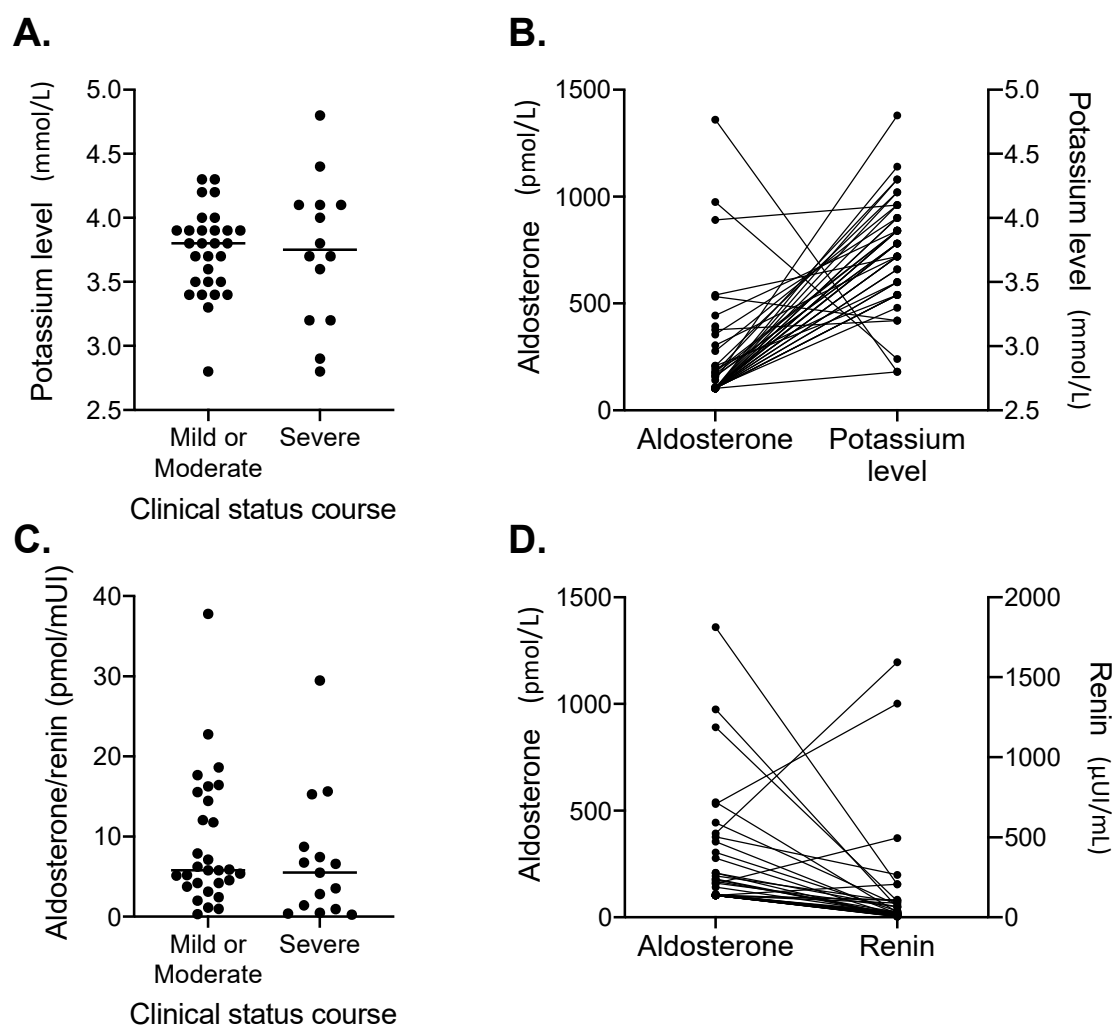 A.
Potassium level (mmol/L)
5.0
4.5
4.0
3.5
3.0
2.5
Mild or
Moderate
Severe
Clinical status course
B.
Aldosterone (pmol/L)
1500
1000
500
0
5.0
4.5
4.0
3.5
3.0
2.5
Potassium level (mmol/L)
Aldosterone
Potassium
level
C.
Aldosterone/renin (pmol/mUI)
40
30
20
10
0
Mild or
Moderate
Severe
Clinical status course
D.
Aldosterone (pmol/L)
1500
1000
500
0
2000
1500
1000
500
0
Renin (µUI/mL)
Aldosterone
Renin